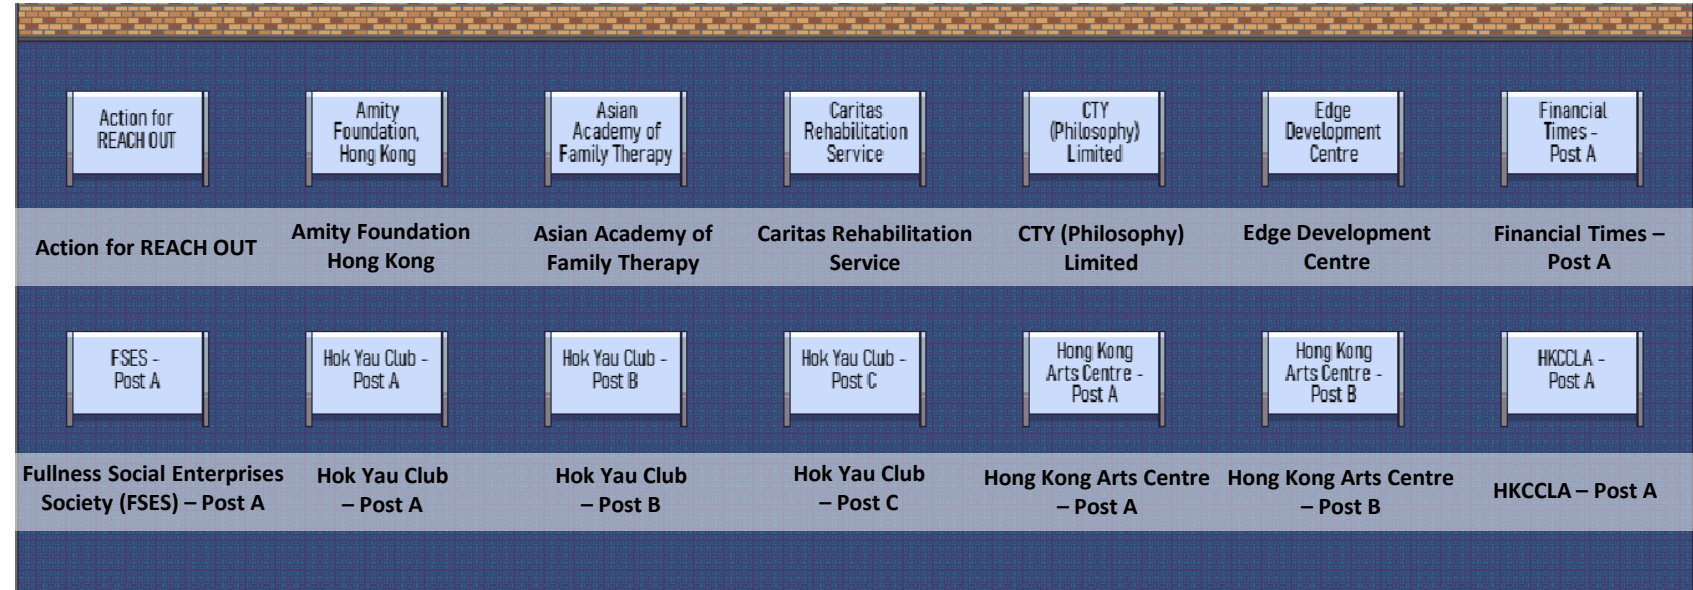 Action for
REACH OUT
Amity
Foundation,
Hong Kong
Asian
Academy of
Family Therapy
Caritas
Rehabilitation
Service
CTY
(Philosophy)
Limited
Edge
Development
Centre
Financial
Times -
Post A
Action for REACH OUT
Amity Foundation
Hong Kong
Asian Academy of
Family Therapy
Caritas Rehabilitation
Service
CTY (Philosophy)
Limited
Edge Development
Centre
Financial Times –
Post A
FSES -
Post A
Hok Yau Club -
Post A
Hok Yau Club -
Post B
Hok Yau Club -
Post C
Hong Kong
Arts Centre -
Post A
Hong Kong
Arts Centre -
Post B
HKCCLA -
Post A
Fullness Social Enterprises
Society (FSES) – Post A
Hok Yau Club
– Post A
Hok Yau Club
– Post B
Hok Yau Club
– Post C
Hong Kong Arts Centre
– Post A
Hong Kong Arts Centre
– Post B
HKCCLA – Post A